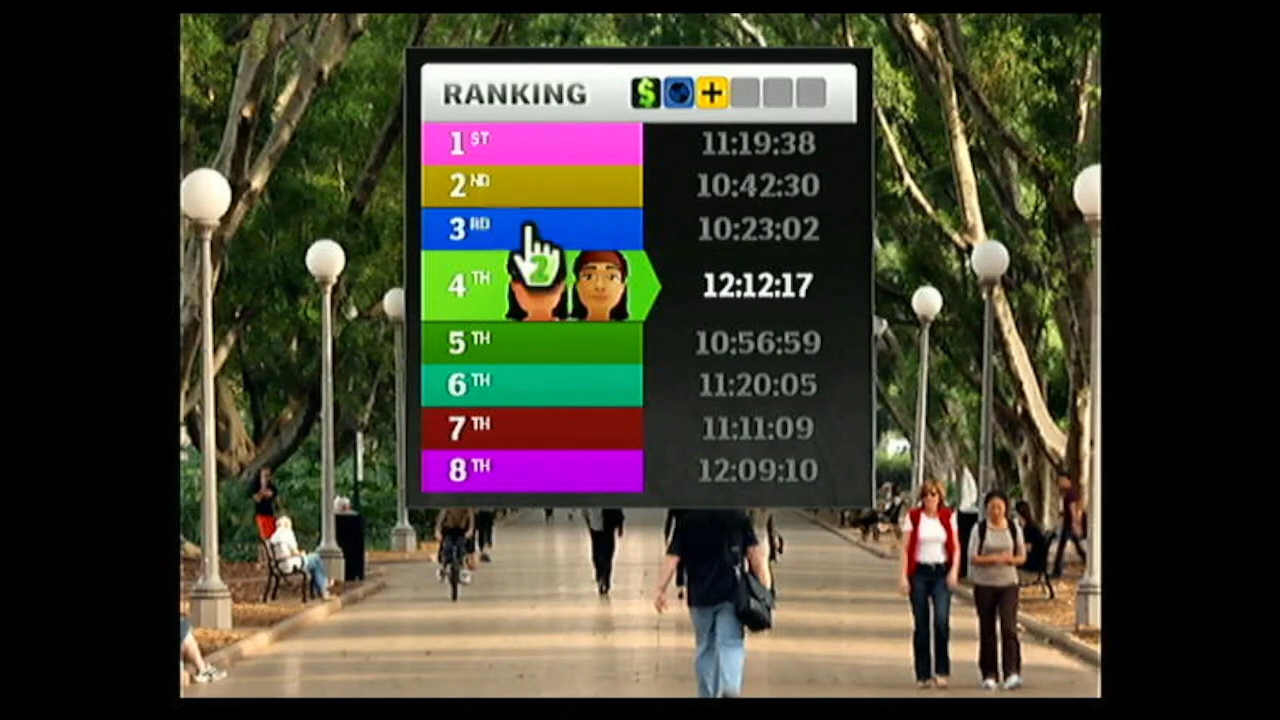 RANKING $ +
1ST 11:19:38
2ND 10:42:30
3RD 10:23:02
4TH 12:12:17
2
5TH 10:56:59
6TH 11:20:05
7TH 11:11:09
8TH 12:09:10